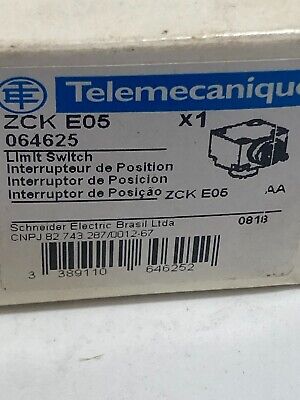 Telemecanique
ZCK E05 X1
064625
Limit Switch
Interrupteur de Position
Interruptor de Posicion
Interruptor de Posição ZCK E05 AA
Schneider Electric Brasil Ltda 0818
CNPJ 82 743 287/0012-67
3 389110 646252